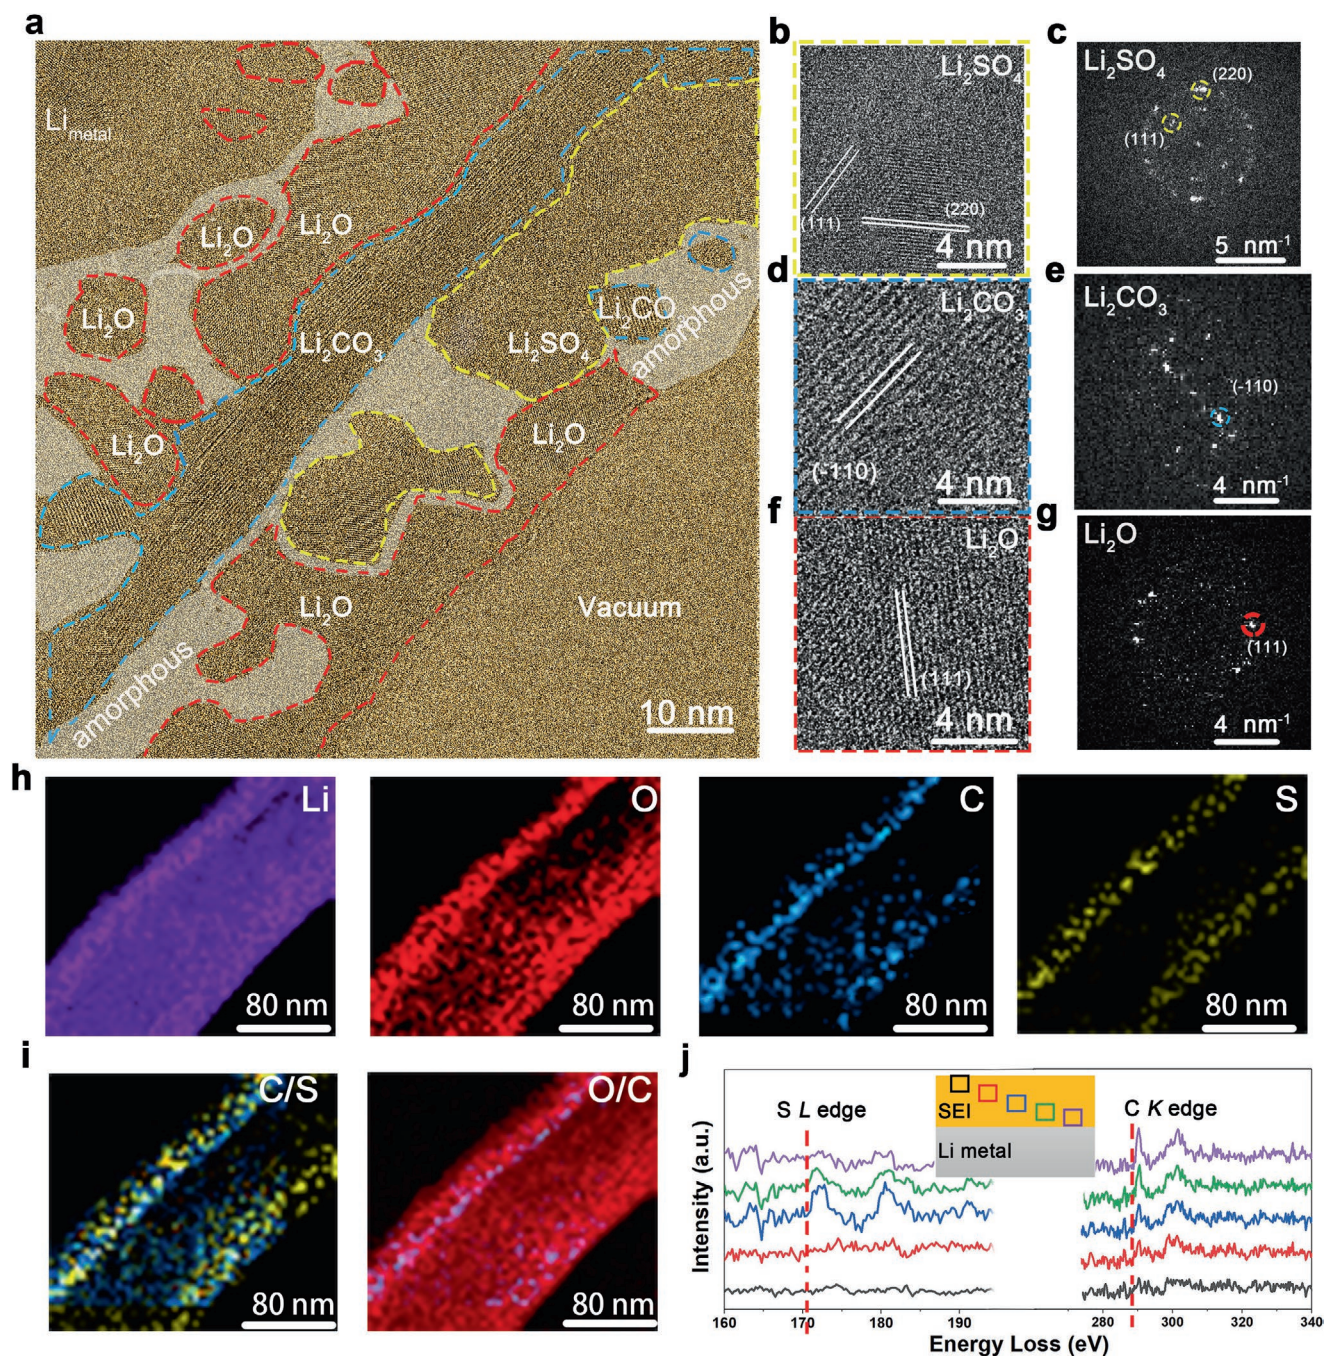 a
Li metal
Li₂O
Li₂O
Li₂O
Li₂O
Li₂CO₃
Li₂SO₄
Li₂CO
amorphous
Li₂O
Li₂O
Vacuum
amorphous
10 nm
b
Li₂SO₄
(111)
(220)
4 nm
c
Li₂SO₄
(220)
(111)
5 nm⁻¹
d
Li₂CO₃
(-110)
4 nm
e
Li₂CO₃
(-110)
4 nm⁻¹
f
Li₂O
(111)
4 nm
g
Li₂O
(111)
4 nm⁻¹
h
Li
80 nm
O
80 nm
C
80 nm
S
80 nm
i
C/S
80 nm
O/C
80 nm
j
S L edge
SEI
Li metal
C K edge
Intensity (a.u.)
160 170 180 190 280 300 320 340
Energy Loss (eV)